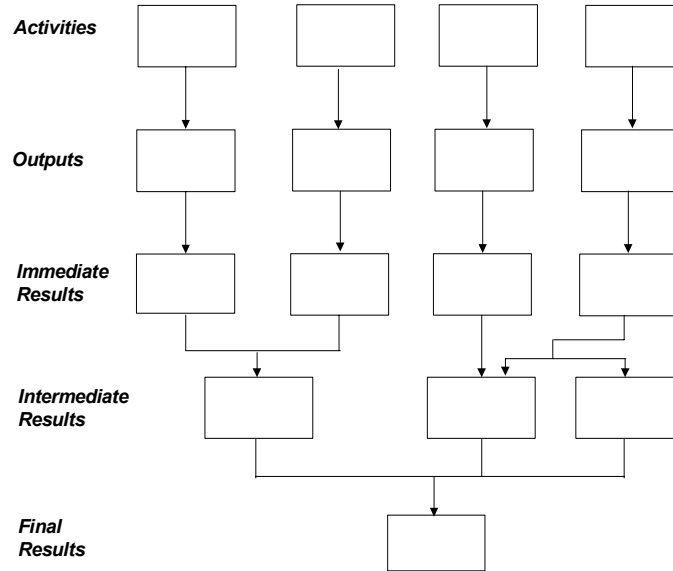 Activities
Outputs
Immediate
Results
Intermediate
Results
Final
Results